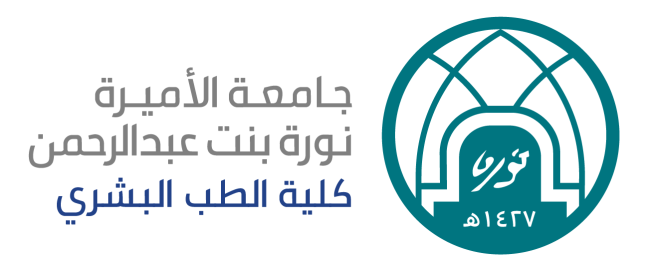 جامعة الأميرة
نورة بنت عبدالرحمن
كلية الطب البشري
نورة
١٤٢٧هـ